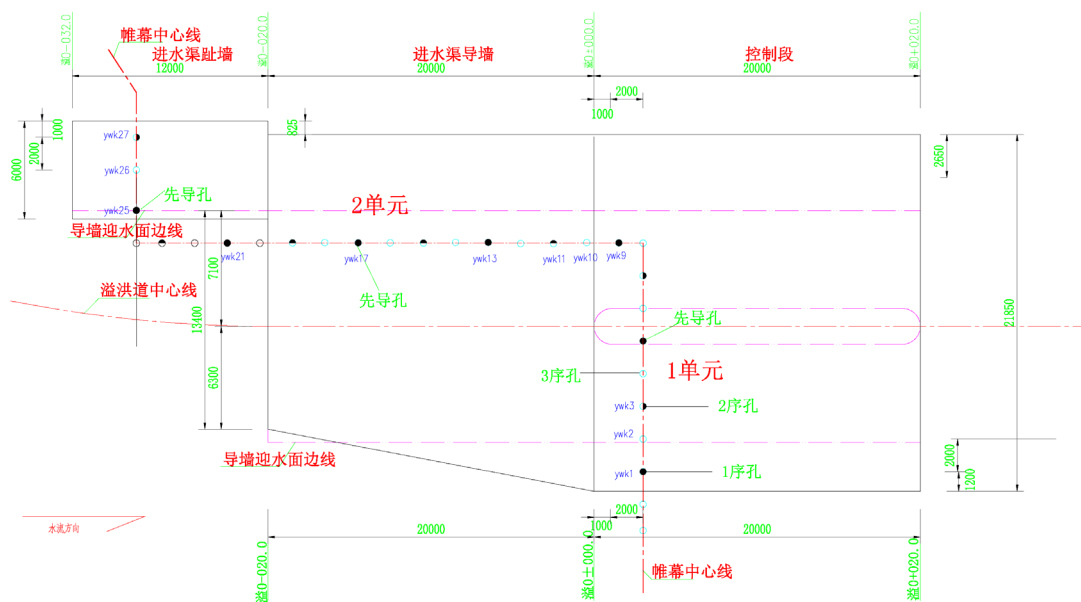 溢0-032.0
溢0-020.0
溢0±000.0
溢0+020.0
帷幕中心线
进水渠趾墙
进水渠导墙
控制段
12000
20000
20000
2000
1000
1000
2000
6000
825
2650
ywk27
ywk26
ywk25
先导孔
2单元
导墙迎水面边线
ywk21
ywk17
ywk13
ywk11
ywk10
ywk9
7100
先导孔
溢洪道中心线
13400
21850
先导孔
6300
3序孔
1单元
ywk3
2序孔
ywk2
导墙迎水面边线
ywk1
1序孔
2000
1200
2000
1000
水流方向
20000
20000
帷幕中心线
溢0-020.0
溢0±000.0
溢0+020.0